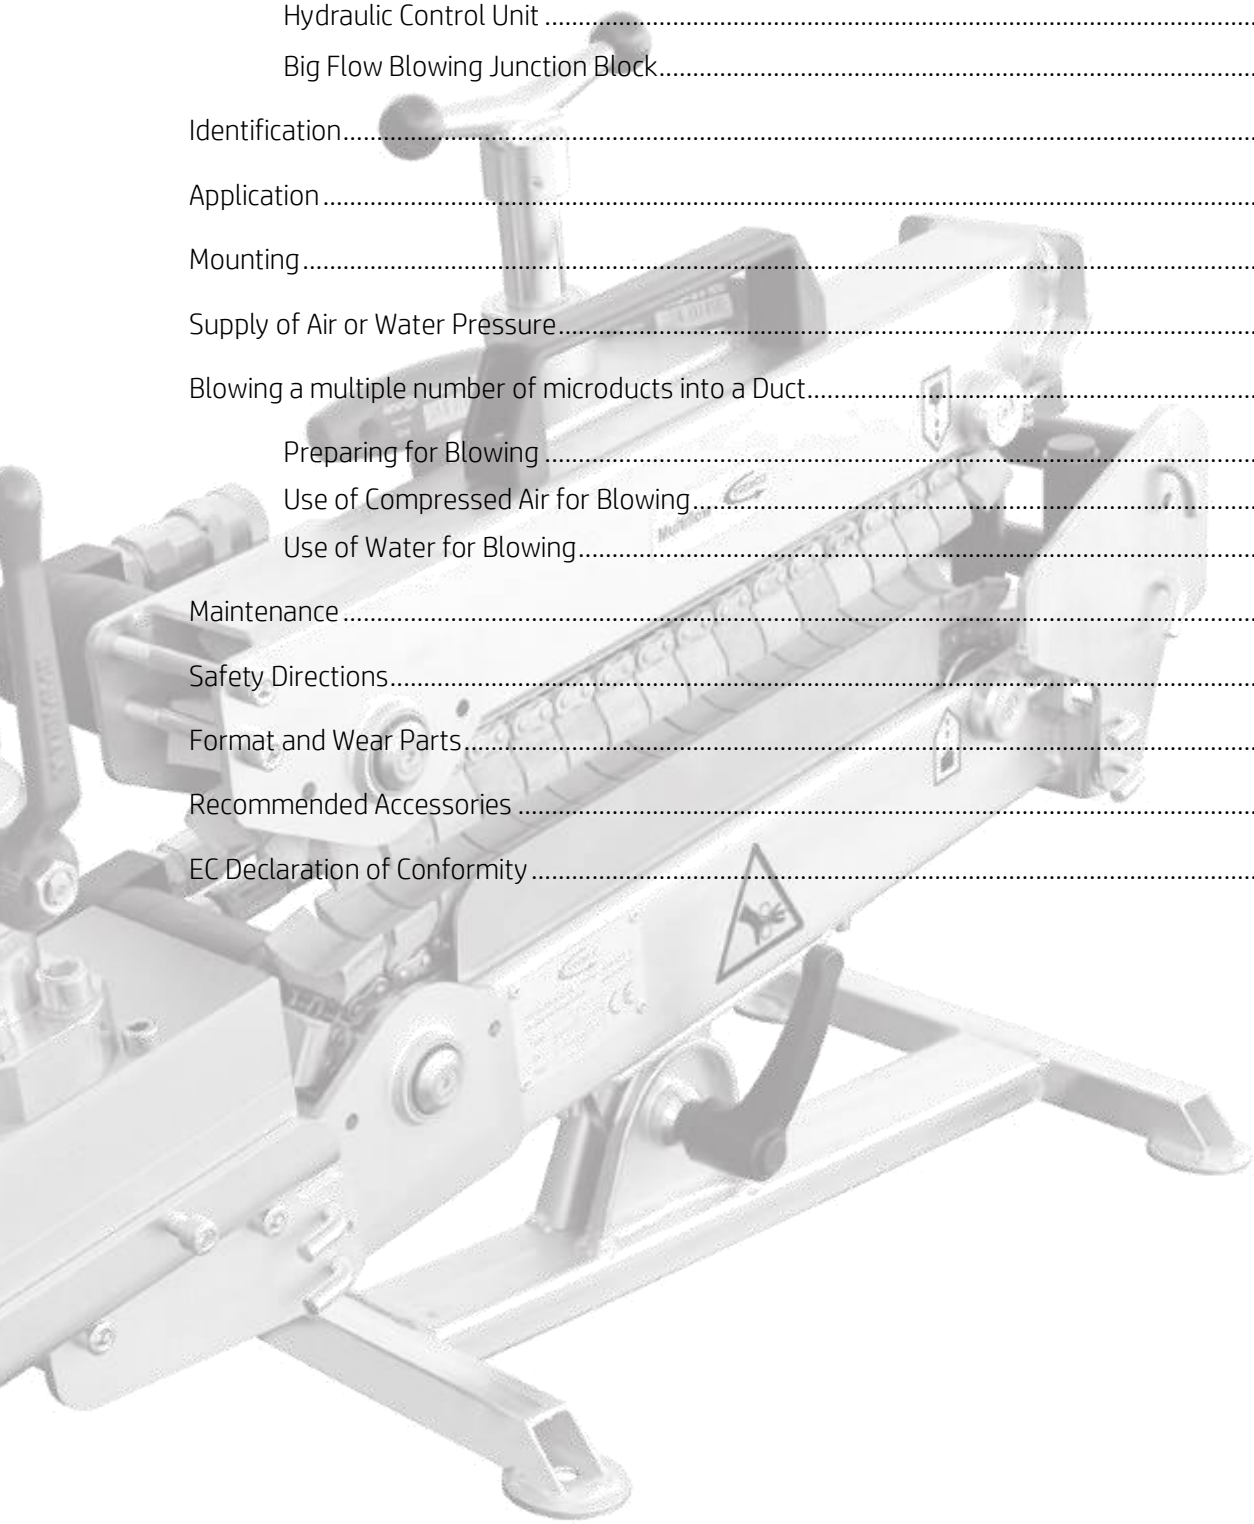 Hydraulic Control Unit ........................................................................
Big Flow Blowing Junction Block........................................................................
Identification........................................................................
Application ........................................................................
Mounting ........................................................................
Supply of Air or Water Pressure........................................................................
Blowing a multiple number of microducts into a Duct........................................................................
Preparing for Blowing ........................................................................
Use of Compressed Air for Blowing........................................................................
Multiflow
Use of Water for Blowing........................................................................
Maintenance ........................................................................
Safety Directions........................................................................
Format and Wear Parts........................................................................
Recommended Accessories ........................................................................
EC Declaration of Conformity ........................................................................
CE